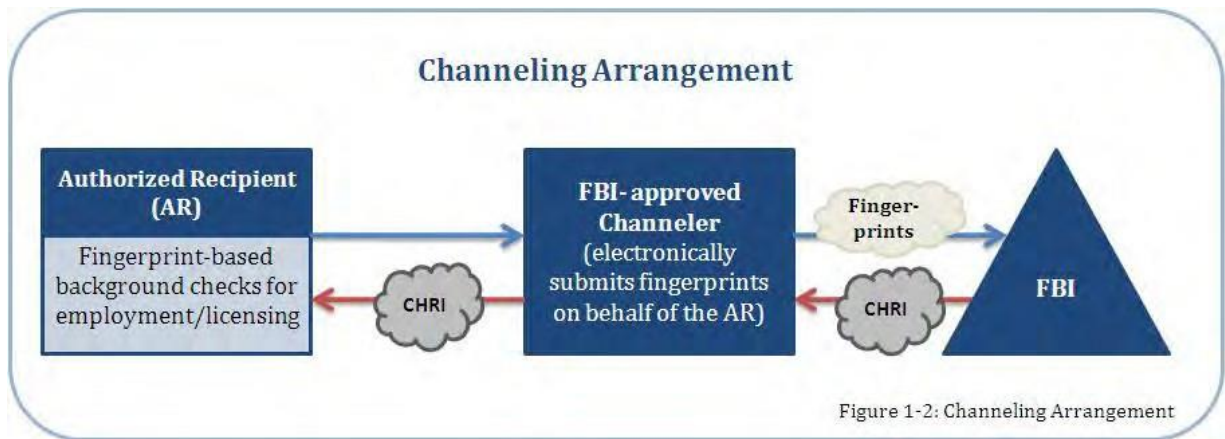 Channeling Arrangement
Authorized Recipient
(AR)
Fingerprint-based
background checks for
employment/licensing
CHRI
FBI- approved
Channeler
(electronically
submits fingerprints
on behalf of the AR)
Finger-
prints
CHRI
FBI
Figure 1-2: Channeling Arrangement